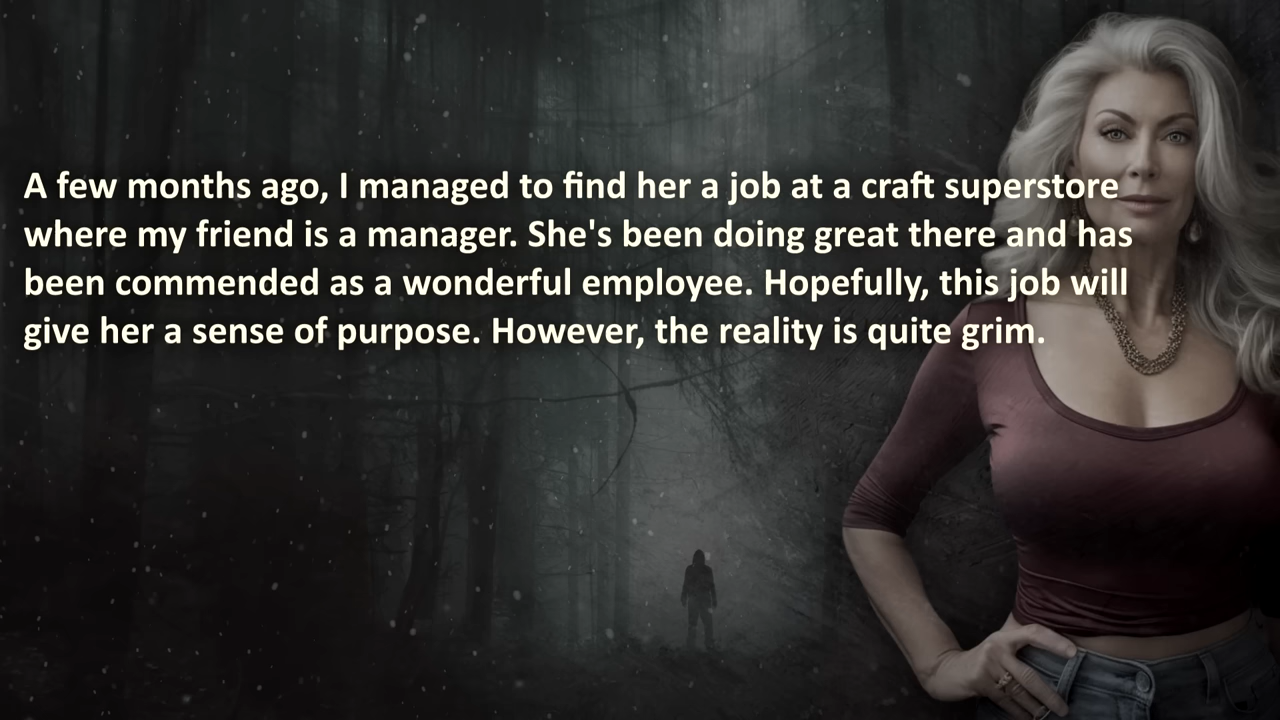 A few months ago, I managed to find her a job at a craft superstore
where my friend is a manager. She's been doing great there and has
been commended as a wonderful employee. Hopefully, this job will
give her a sense of purpose. However, the reality is quite grim.